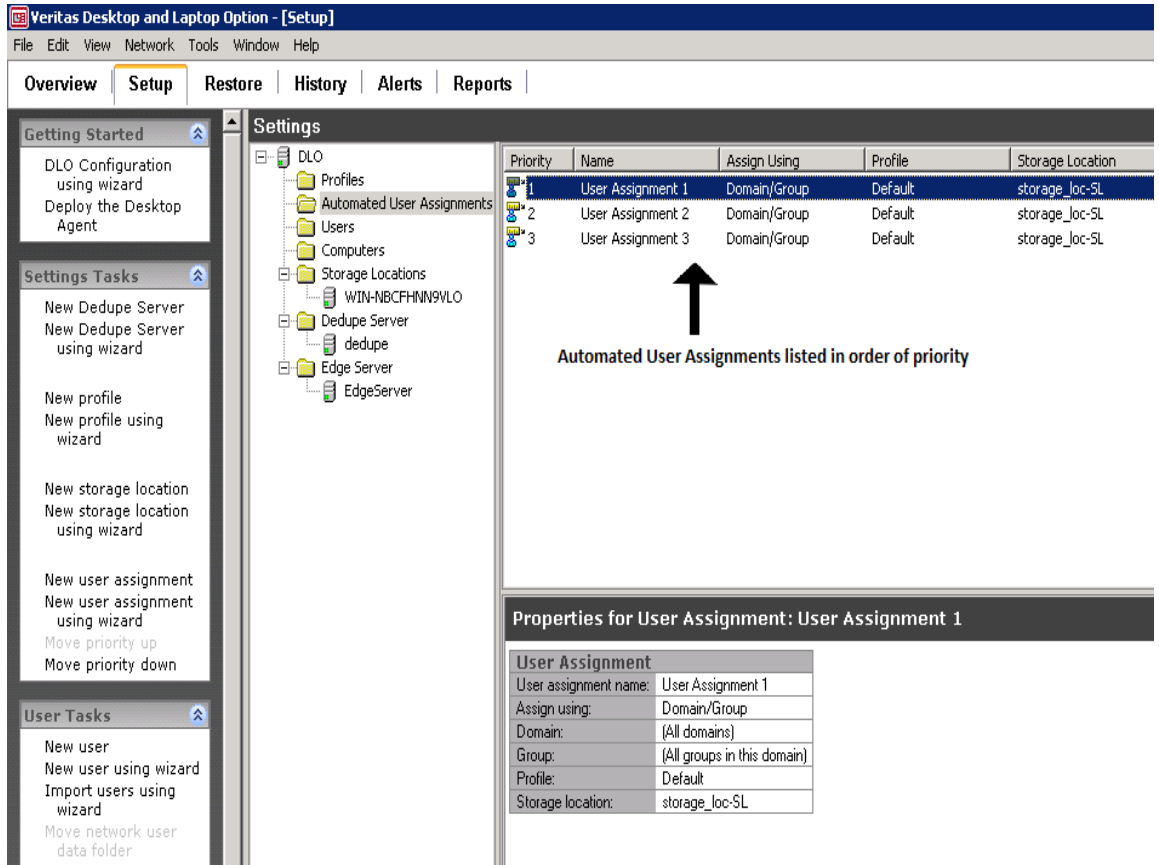 Veritas Desktop and Laptop Option - [Setup]
File Edit View Network Tools Window Help
Overview Setup Restore History Alerts Reports
Getting Started
DLO Configuration
using wizard
Deploy the Desktop
Agent
Settings Tasks
New Dedupe Server
New Dedupe Server
using wizard
New profile
New profile using
wizard
New storage location
New storage location
using wizard
New user assignment
New user assignment
using wizard
Move priority up
Move priority down
User Tasks
New user
New user using wizard
Import users using
wizard
Move network user
data folder
Settings
DLO
Profiles
Automated User Assignments
Users
Computers
Storage Locations
WIN-NBCFHNN9VLO
Dedupe Server
dedupe
Edge Server
EdgeServer
Priority Name Assign Using Profile Storage Location
1 User Assignment 1 Domain/Group Default storage_loc-SL
2 User Assignment 2 Domain/Group Default storage_loc-SL
3 User Assignment 3 Domain/Group Default storage_loc-SL
Automated User Assignments listed in order of priority
Properties for User Assignment: User Assignment 1
User Assignment
User assignment name: User Assignment 1
Assign using: Domain/Group
Domain: (All domains)
Group: (All groups in this domain)
Profile: Default
Storage location: storage_loc-SL